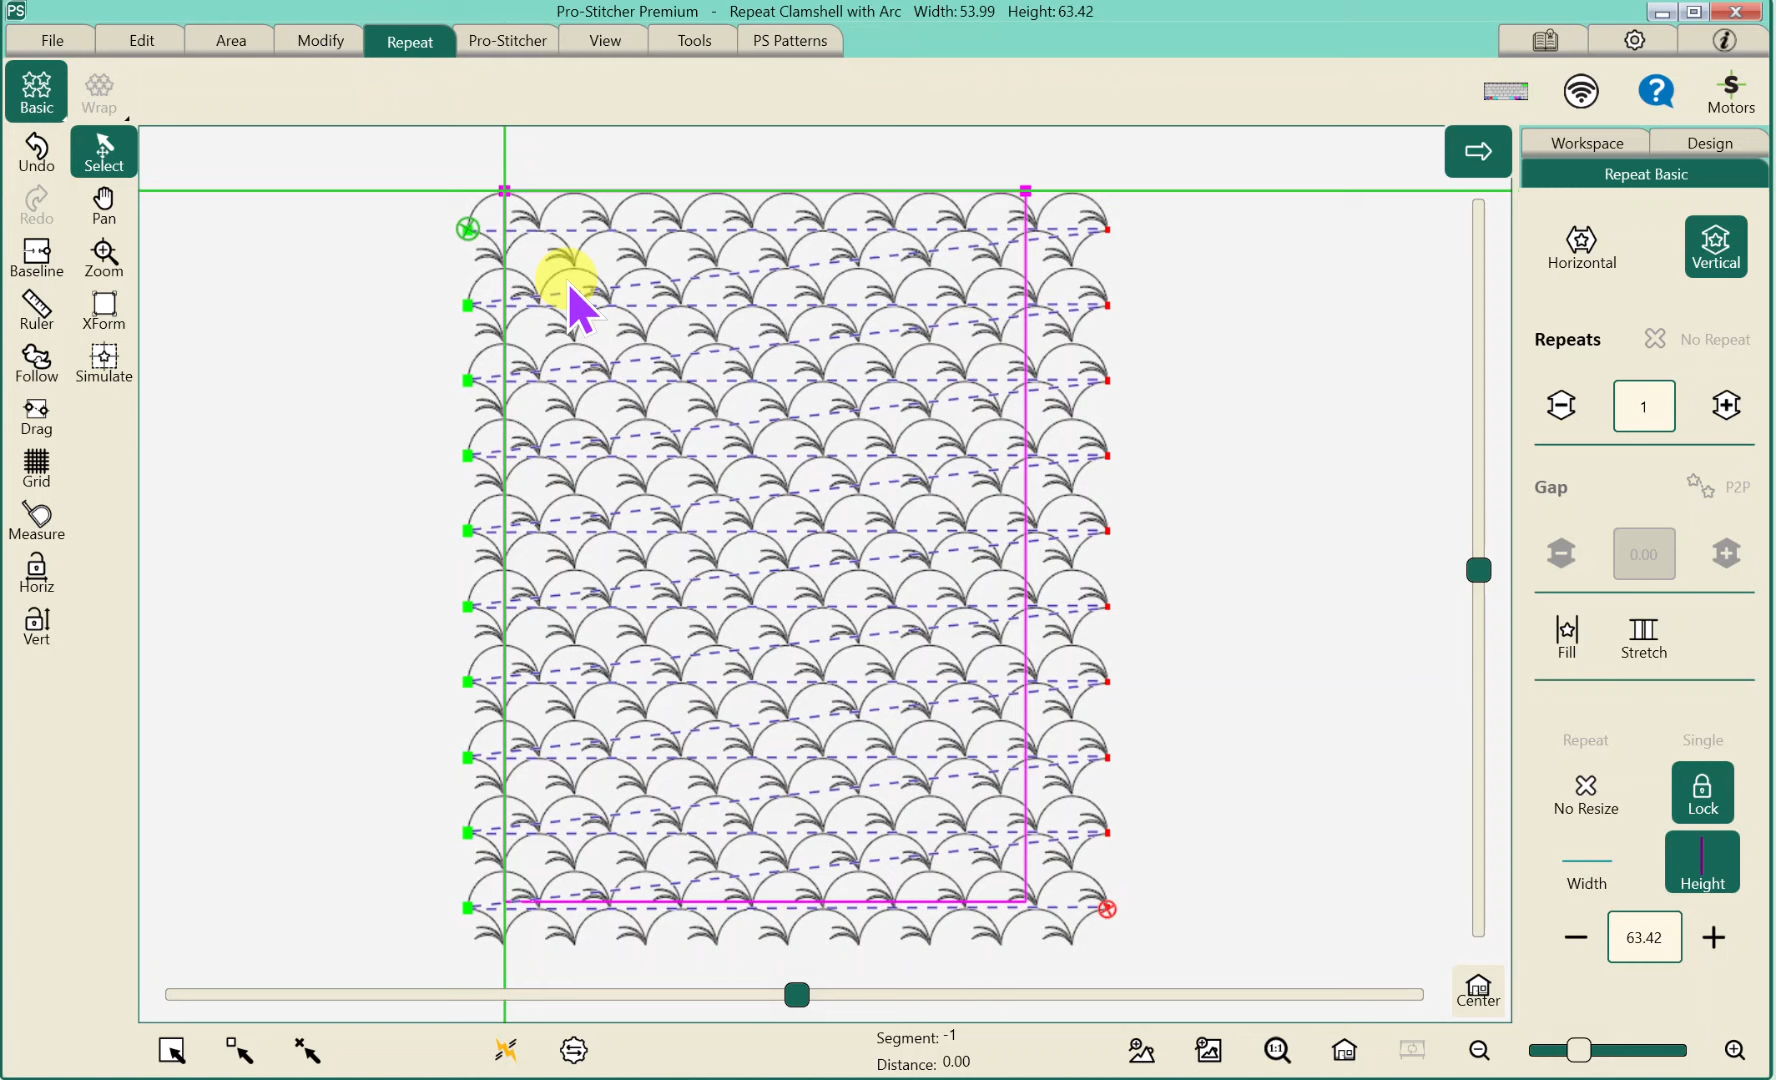 PS Pro-Stitcher Premium - Repeat Clamshell with Arc Width: 53.99 Height: 63.42
File Edit Area Modify Repeat Pro-Stitcher View Tools PS Patterns
Basic Wrap
S
Motors
Undo Select
Redo Pan
Baseline Zoom
Ruler XForm
Follow Simulate
Drag
Grid
Measure
Horiz
Vert
Workspace Design
Repeat Basic
Horizontal Vertical
Repeats No Repeat
1
Gap P2P
0.00
Fill Stretch
Repeat Single
No Resize Lock
Width Height
63.42
Center
Segment: -1
Distance: 0.00
1:1